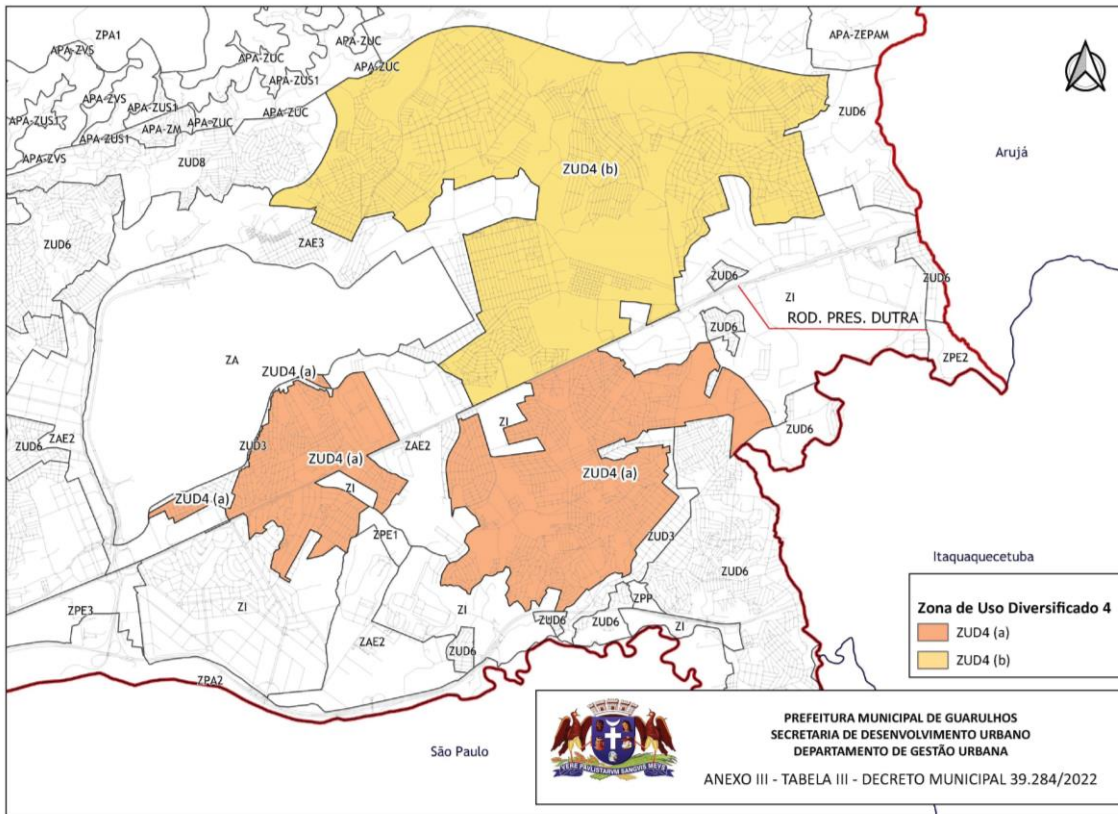 ZPA1
APA-ZUC
APA-ZEPAM
APA-ZVS
APA-ZUC
APA-ZUC
APA-ZVS
APA-ZUS1
APA-ZUC
APA-ZUS1
APA-ZUS1
APA-ZM
APA-ZUC
APA-ZUS1
APA-ZVS
ZUD8
ZUD6
Arujá
ZUD4 (b)
ZUD6
ZAE3
ZUD6
ZUD6
ZI
ROD. PRES. DUTRA
ZUD6
ZA
ZPE2
ZUD4 (a)
ZI
ZUD6
ZUD6
ZAE2
ZUD3
ZAE2
ZUD4 (a)
ZUD4 (a)
ZI
ZUD4 (a)
ZPE1
ZUD3
Itaquaquecetuba
ZUD6
ZPE3
ZI
ZI
ZPP
ZUD6
ZUD6
ZI
ZAE2
ZUD6
ZPA2
São Paulo
Zona de Uso Diversificado 4
ZUD4 (a)
ZUD4 (b)
VERE PAVLISTARVM SANGVIS MEVS
PREFEITURA MUNICIPAL DE GUARULHOS
SECRETARIA DE DESENVOLVIMENTO URBANO
DEPARTAMENTO DE GESTÃO URBANA
ANEXO III - TABELA III - DECRETO MUNICIPAL 39.284/2022